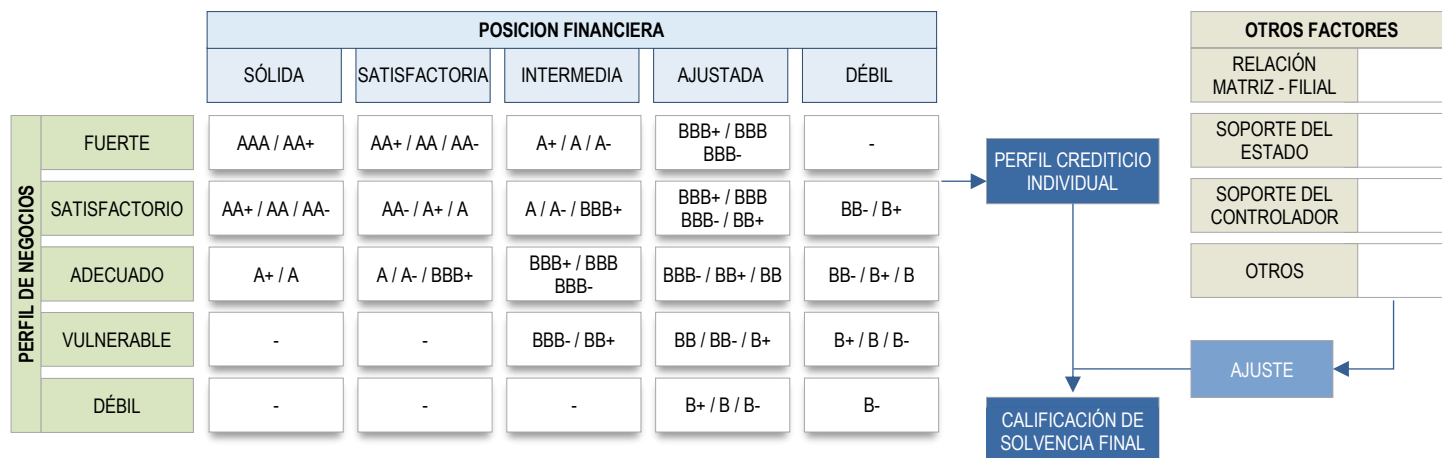 POSICION FINANCIERA
SÓLIDA SATISFACTORIA INTERMEDIA AJUSTADA DÉBIL
PERFIL DE NEGOCIOS
FUERTE AAA / AA+ AA+ / AA / AA- A+ / A / A- BBB+ / BBB
BBB- -
SATISFACTORIO AA+ / AA / AA- AA- / A+ / A A / A- / BBB+ BBB+ / BBB
BBB- / BB+ BB- / B+
ADECUADO A+ / A A / A- / BBB+ BBB+ / BBB
BBB- BBB- / BB+ / BB BB- / B+ / B
VULNERABLE - - BBB- / BB+ BB / BB- / B+ B+ / B / B-
DÉBIL - - - B+ / B / B- B-
PERFIL CREDITICIO
INDIVIDUAL
CALIFICACIÓN DE
SOLVENCIA FINAL
OTROS FACTORES
RELACIÓN
MATRIZ - FILIAL
SOPORTE DEL
ESTADO
SOPORTE DEL
CONTROLADOR
OTROS
AJUSTE